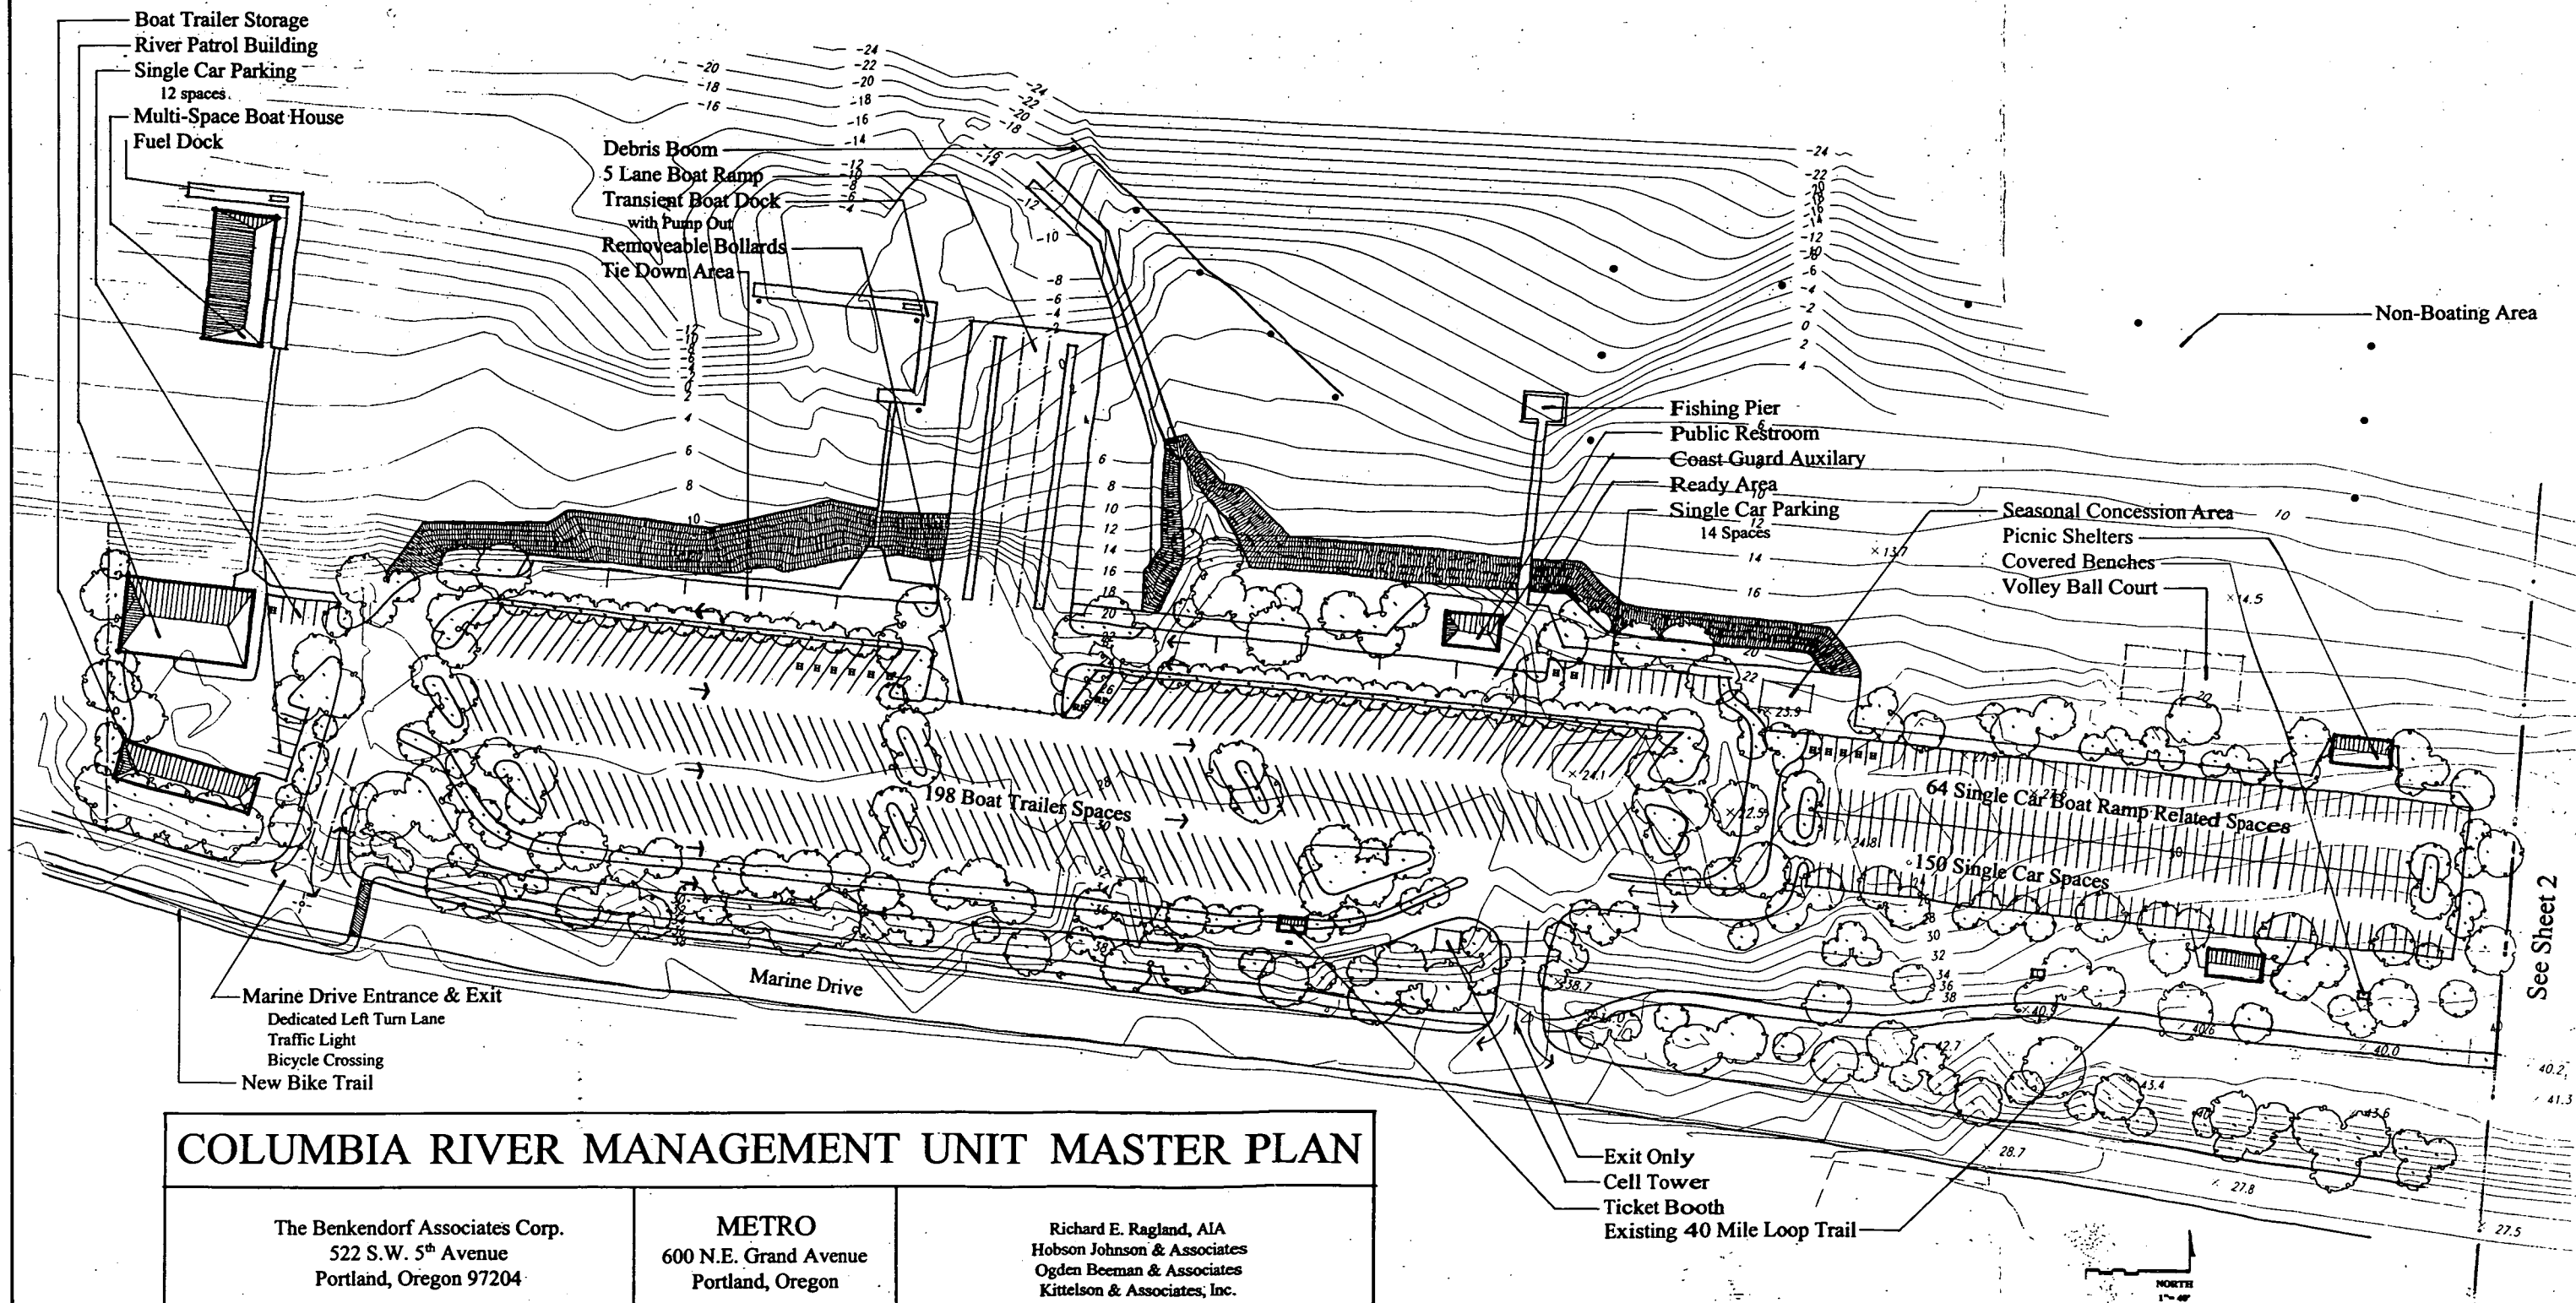 Boat Trailer Storage
River Patrol Building
Single Car Parking
12 spaces
Multi-Space Boat House
Fuel Dock
Debris Boom
5 Lane Boat Ramp
Transient Boat Dock
with Pump Out
Removeable Bollards
Tie Down Area
Non-Boating Area
Fishing Pier
Public Restroom
Coast Guard Auxilary
Ready Area
Single Car Parking
14 Spaces
Seasonal Concession Area
Picnic Shelters
Covered Benches
Volley Ball Court
198 Boat Trailer Spaces
64 Single Car Boat Ramp Related Spaces
150 Single Car Spaces
See Sheet 2
Marine Drive
Marine Drive Entrance & Exit
Dedicated Left Turn Lane
Traffic Light
Bicycle Crossing
New Bike Trail
Exit Only
Cell Tower
Ticket Booth
Existing 40 Mile Loop Trail
COLUMBIA RIVER MANAGEMENT UNIT MASTER PLAN
The Benkendorf Associates Corp.
522 S.W. 5th Avenue
Portland, Oregon 97204
METRO
600 N.E. Grand Avenue
Portland, Oregon
Richard E. Ragland, AIA
Hobson Johnson & Associates
Ogden Beeman & Associates
Kittelson & Associates, Inc.
NORTH